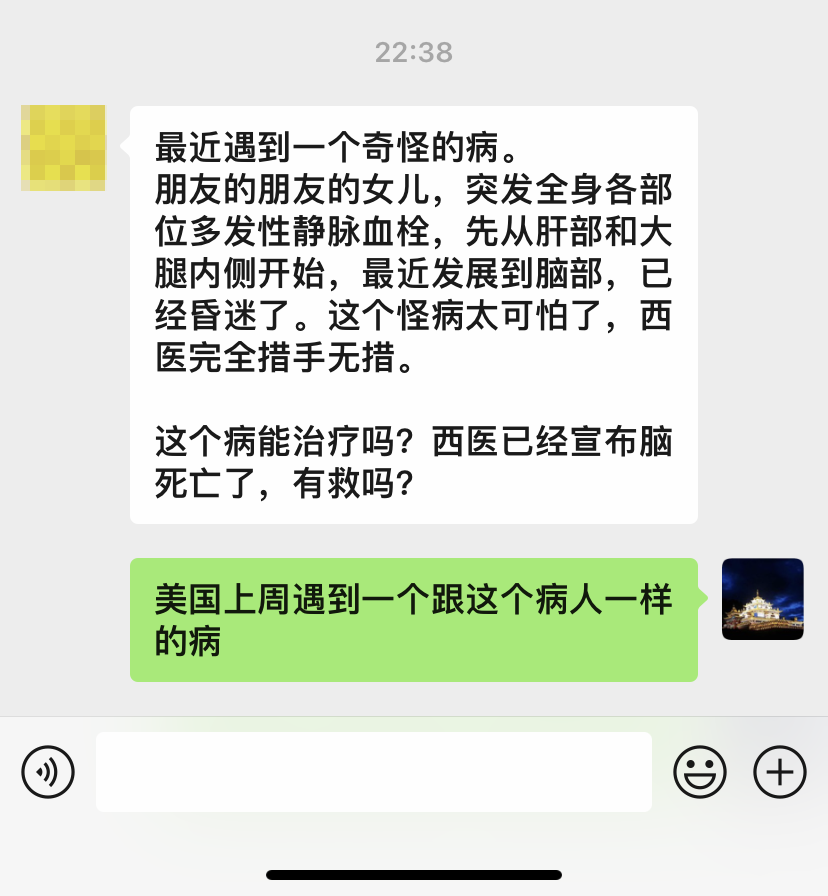 22:38
最近遇到一个奇怪的病。
朋友的朋友的女儿，突发全身各部
位多发性静脉血栓，先从肝部和大
腿内侧开始，最近发展到脑部，已
经昏迷了。这个怪病太可怕了，西
医完全措手无措。
这个病能治疗吗？西医已经宣布脑
死亡了，有救吗？
美国上周遇到一个跟这个病人一样
的病